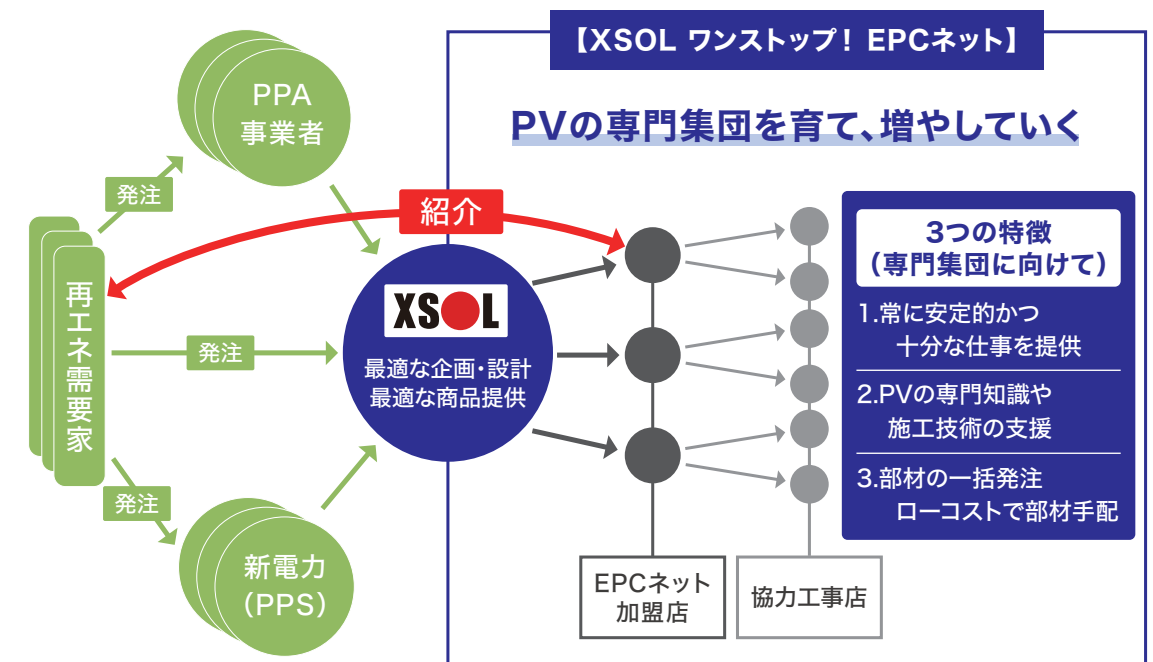 【XSOL ワンストップ！ EPCネット】
PVの専門集団を育て、増やしていく
PPA
事業者
発注
紹介
再エネ需要家
発注
XSOL
最適な企画・設計
最適な商品提供
発注
新電力
（PPS）
EPCネット
加盟店
協力工事店
3つの特徴
（専門集団に向けて）
1.常に安定的かつ
十分な仕事を提供
2.PVの専門知識や
施工技術の支援
3.部材の一括発注
ローコストで部材手配